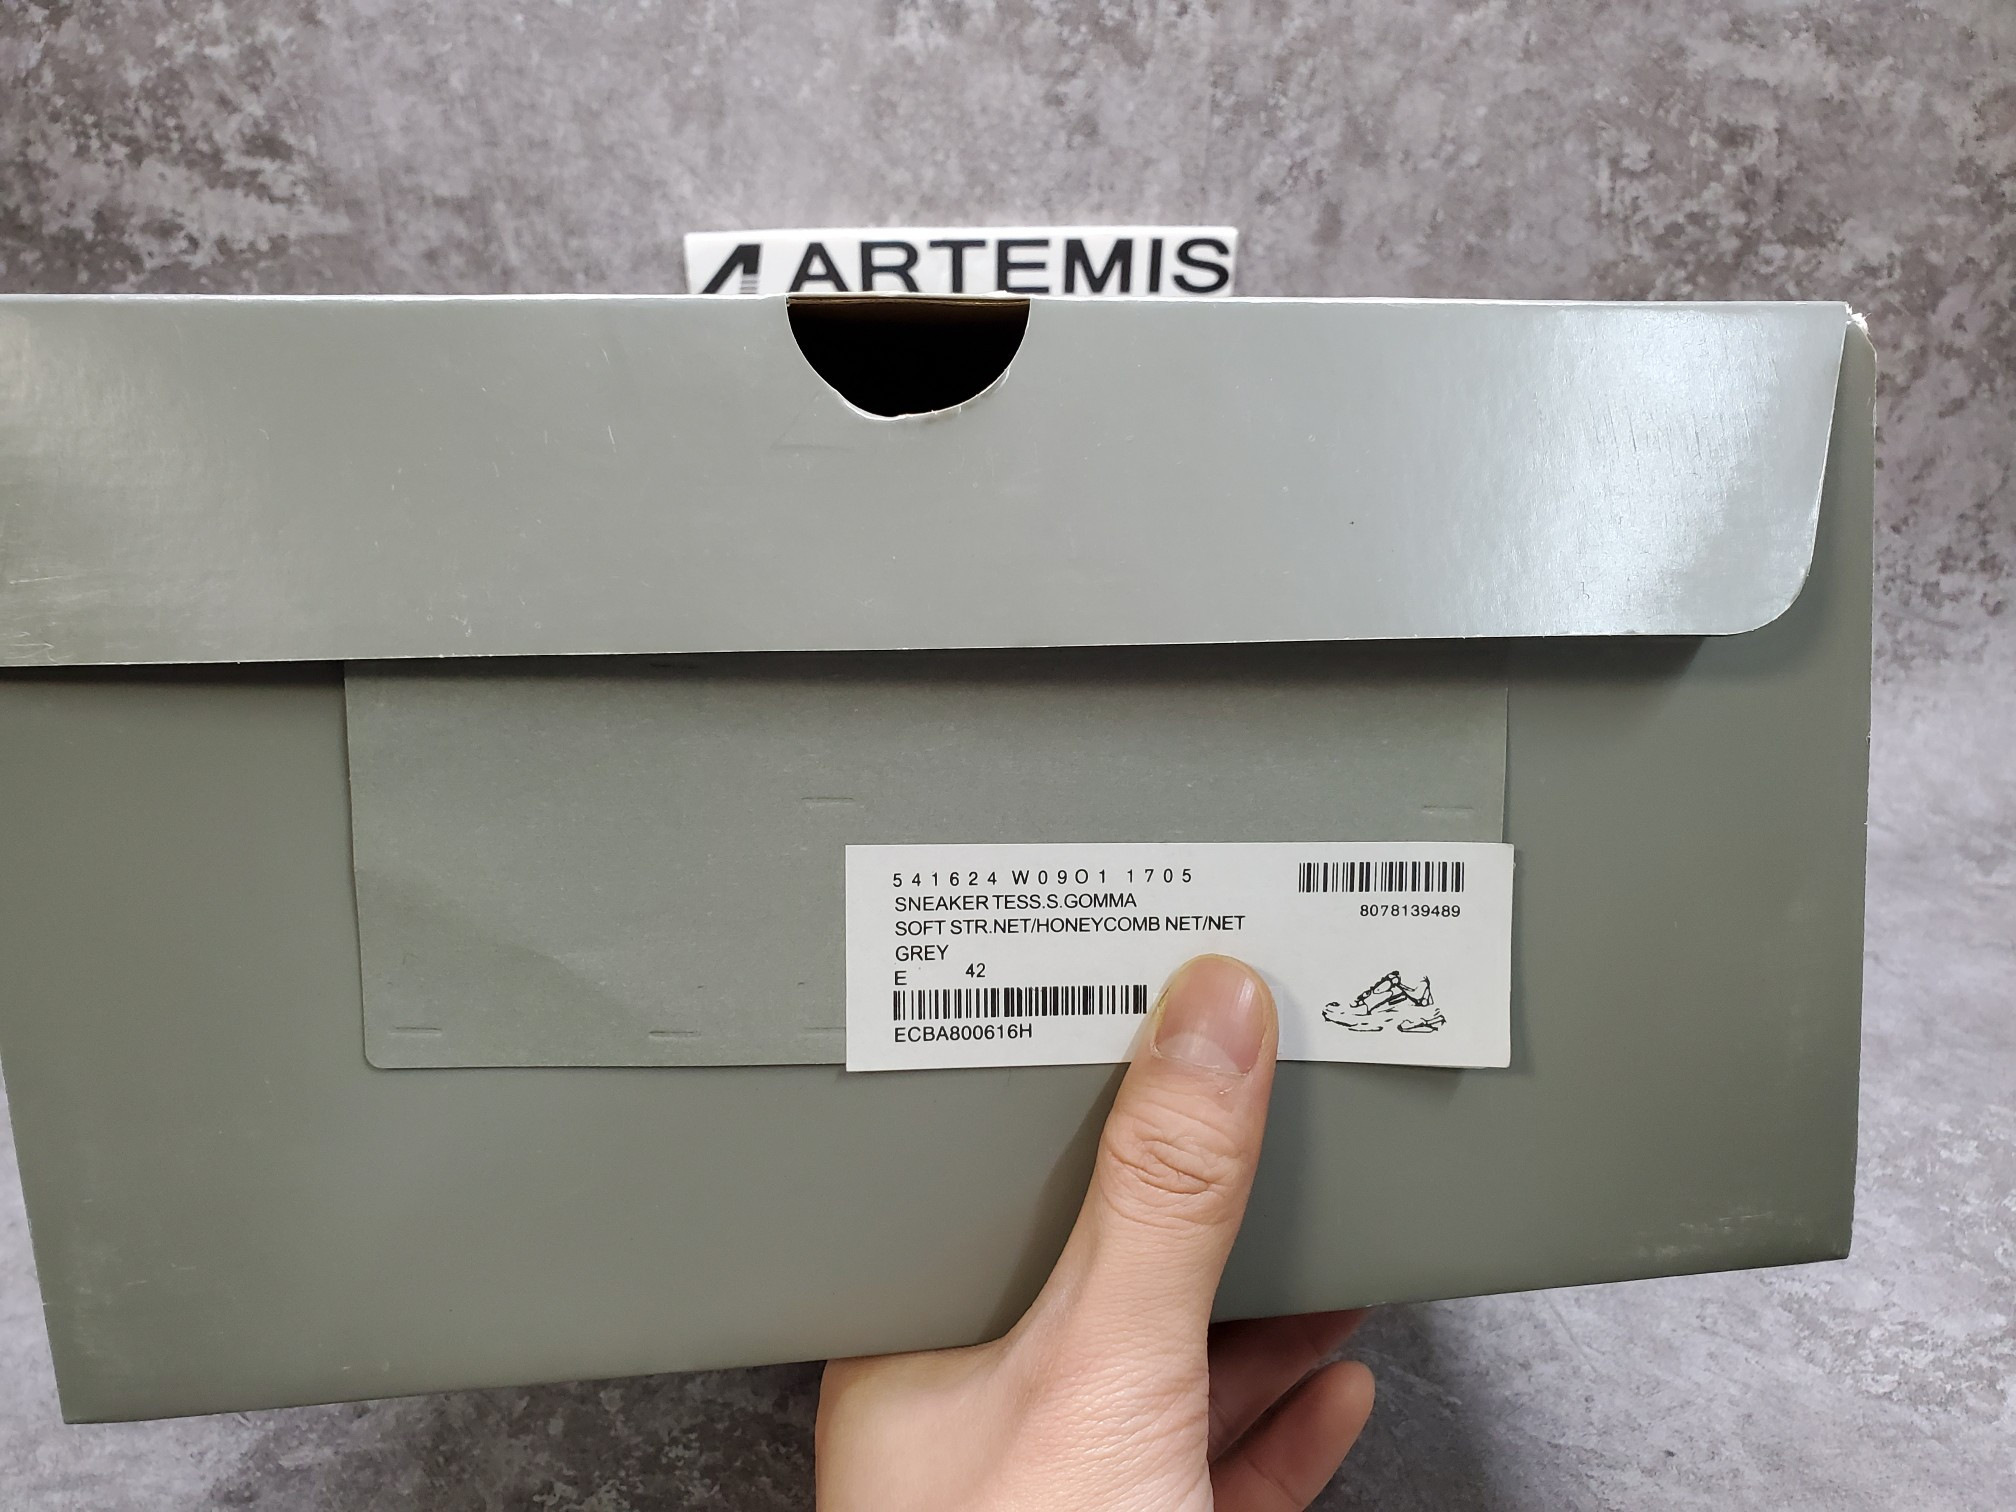 ARTEMIS
541624 W09O1 1705
8078139489
SNEAKER TESS.S.GOMMA
SOFT STR.NET/HONEYCOMB NET/NET
GREY
E 42
ECBA800616H